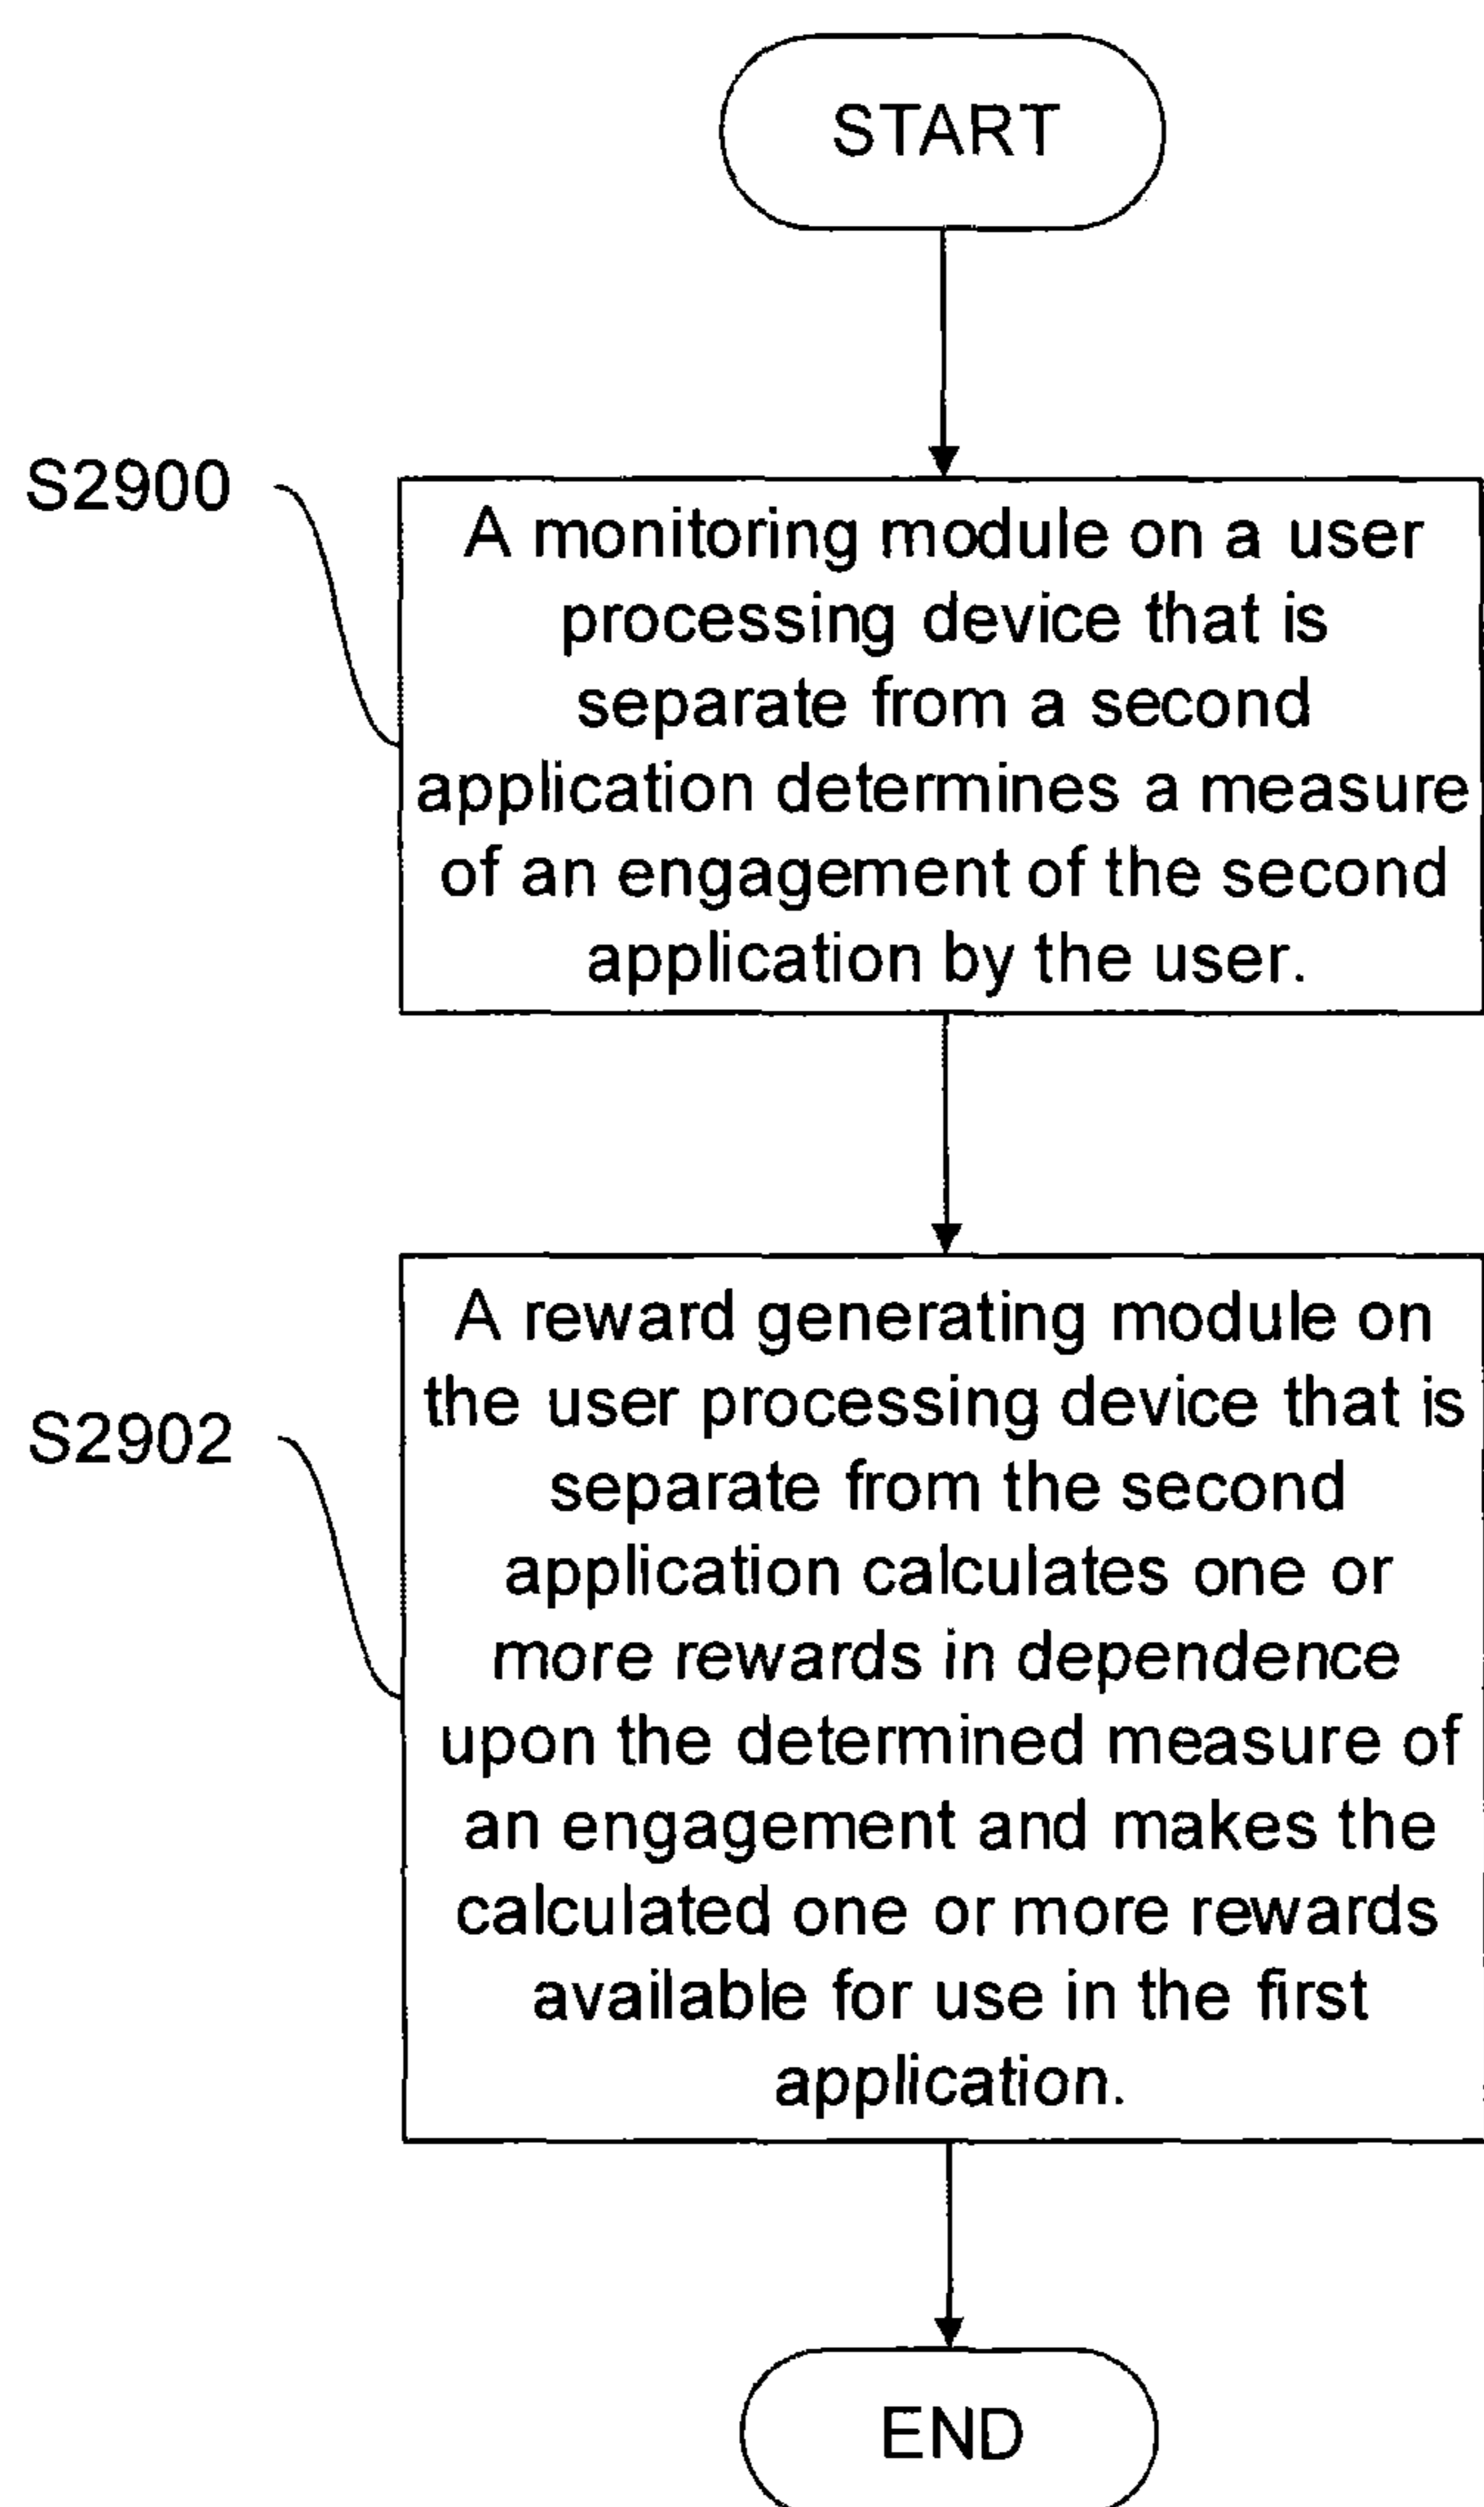 START
S2900
A monitoring module on a user
processing device that is
separate from a second
application determines a measure
of an engagement of the second
application by the user.
S2902
A reward generating module on
the user processing device that is
separate from the second
application calculates one or
more rewards in dependence
upon the determined measure of
an engagement and makes the
calculated one or more rewards
available for use in the first
application.
END